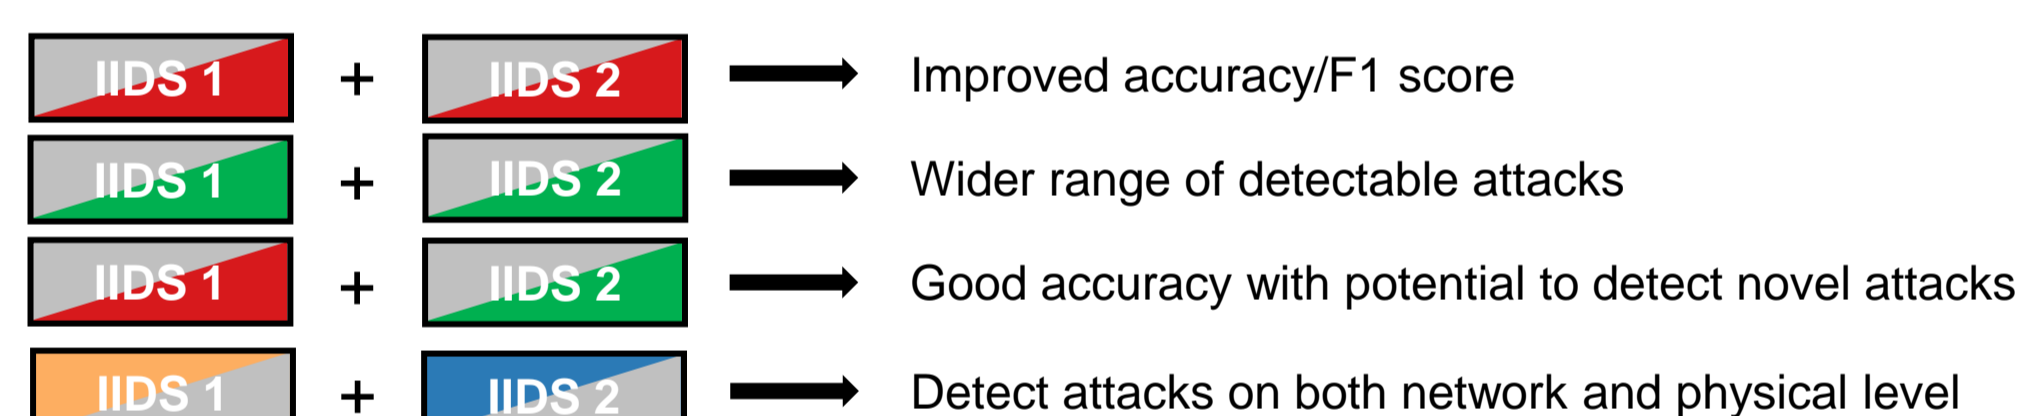 IIDS 1 + IIDS 2 Improved accuracy/F1 score
IIDS 1 + IIDS 2 Wider range of detectable attacks
IIDS 1 + IIDS 2 Good accuracy with potential to detect novel attacks
IIDS 1 + IIDS 2 Detect attacks on both network and physical level